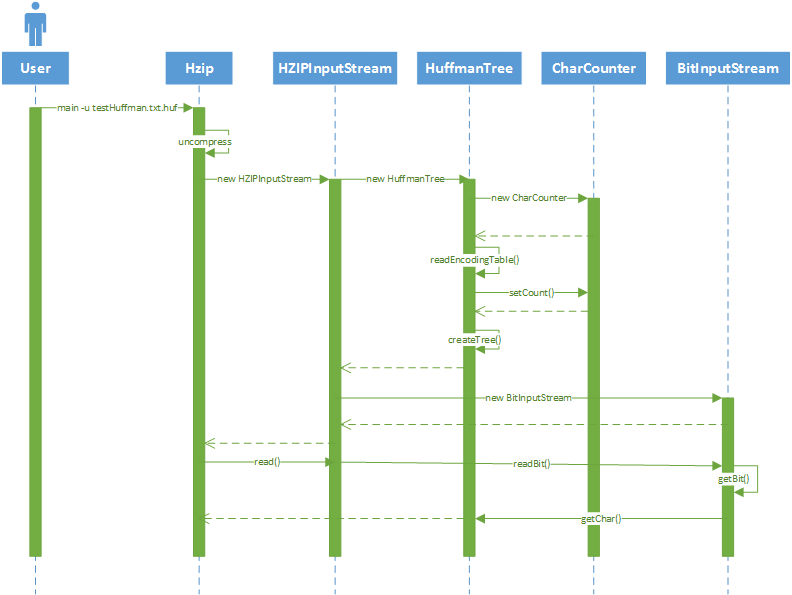 User
Hzip
HZIPInputStream
HuffmanTree
CharCounter
BitInputStream
main -u testHuffman.txt.huf
uncompress
new HZIPInputStream
new HuffmanTree
new CharCounter
readEncodingTable()
setCount()
createTree()
new BitInputStream
read()
readBit()
getBit()
getChar()